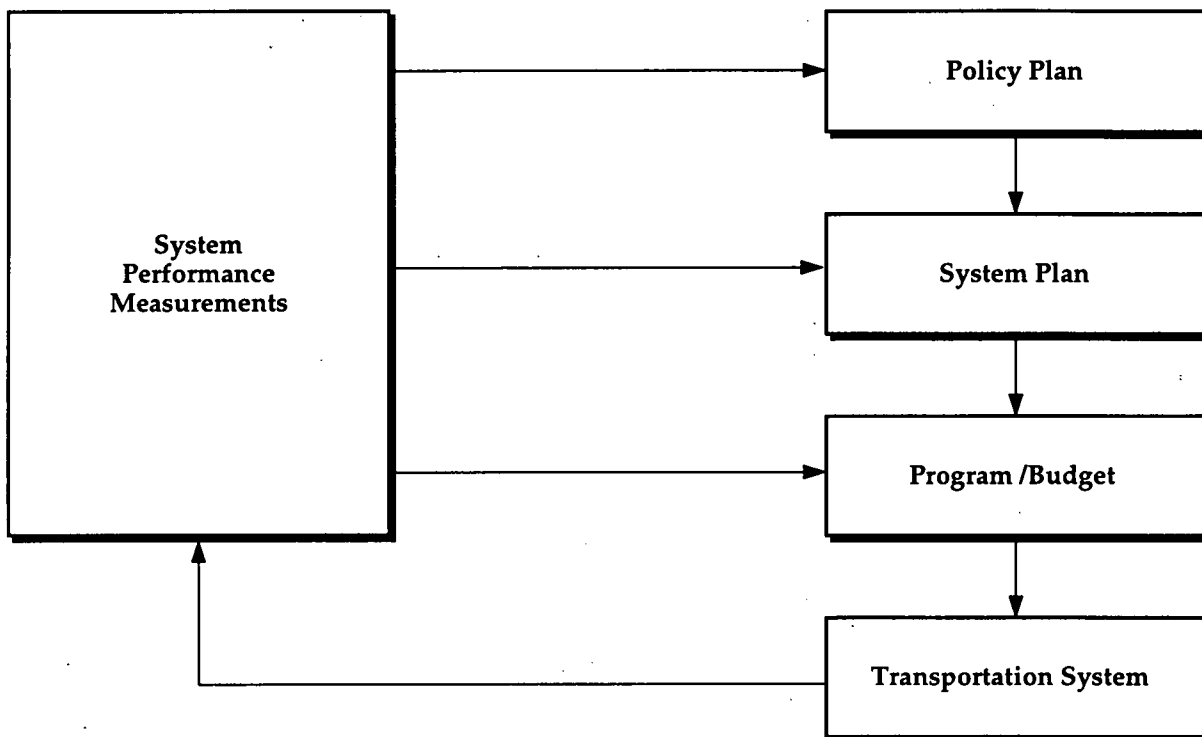 System
Performance
Measurements
Policy Plan
System Plan
Program /Budget
Transportation System